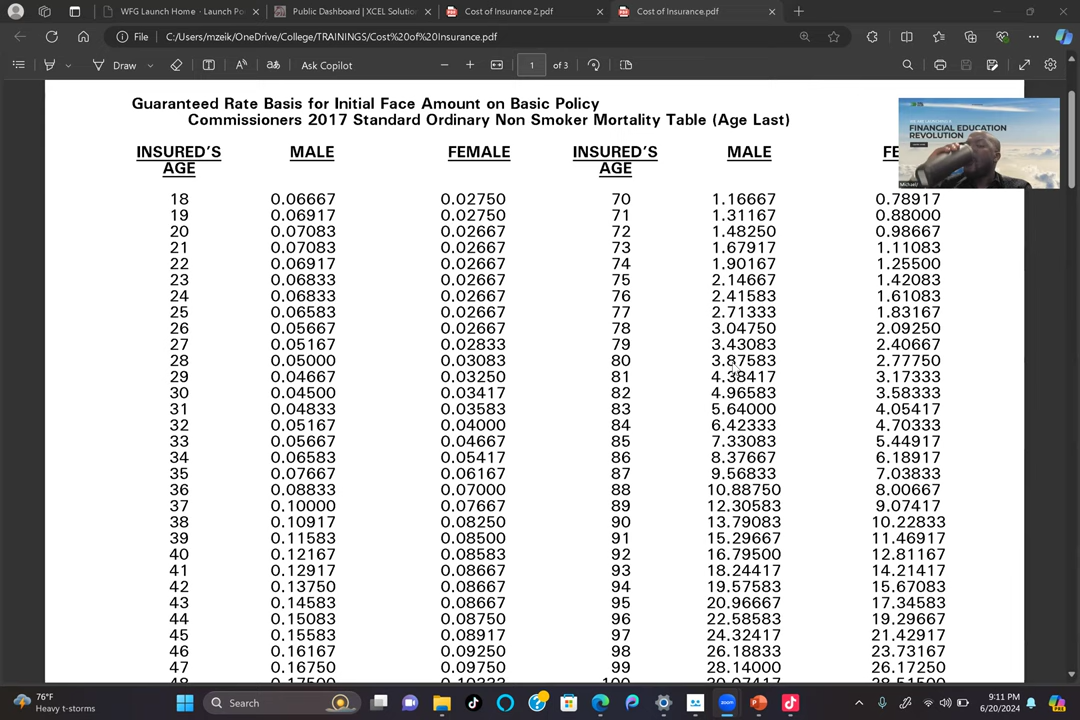 WFG Launch Home - Launch Po
Public Dashboard | XCEL Solution
Cost of Insurance 2.pdf
Cost of Insurance.pdf
File
C:/Users/mzeik/OneDrive/College/TRAININGS/Cost%20of%20Insurance.pdf
Draw
Ask Copilot
1 of 3
Guaranteed Rate Basis for Initial Face Amount on Basic Policy
Commissioners 2017 Standard Ordinary Non Smoker Mortality Table (Age Last)
INSURED'S AGE MALE FEMALE INSURED'S AGE MALE FE
18 0.06667 0.02750 70 1.16667 0.78917
19 0.06917 0.02750 71 1.31167 0.88000
20 0.07083 0.02667 72 1.48250 0.98667
21 0.07083 0.02667 73 1.67917 1.11083
22 0.06917 0.02667 74 1.90167 1.25500
23 0.06833 0.02667 75 2.14667 1.42083
24 0.06833 0.02667 76 2.41583 1.61083
25 0.06583 0.02667 77 2.71333 1.83167
26 0.05667 0.02667 78 3.04750 2.09250
27 0.05167 0.02833 79 3.43083 2.40667
28 0.05000 0.03083 80 3.87583 2.77750
29 0.04667 0.03250 81 4.38417 3.17333
30 0.04500 0.03417 82 4.96583 3.58333
31 0.04833 0.03583 83 5.64000 4.05417
32 0.05167 0.04000 84 6.42333 4.70333
33 0.05667 0.04667 85 7.33083 5.44917
34 0.06583 0.05417 86 8.37667 6.18917
35 0.07667 0.06167 87 9.56833 7.03833
36 0.08833 0.07000 88 10.88750 8.00667
37 0.10000 0.07667 89 12.30583 9.07417
38 0.10917 0.08250 90 13.79083 10.22833
39 0.11583 0.08500 91 15.29667 11.46917
40 0.12167 0.08583 92 16.79500 12.81167
41 0.12917 0.08667 93 18.24417 14.21417
42 0.13750 0.08667 94 19.57583 15.67083
43 0.14583 0.08667 95 20.96667 17.34583
44 0.15083 0.08750 96 22.58583 19.29667
45 0.15583 0.08917 97 24.32417 21.42917
46 0.16167 0.09250 98 26.18833 23.73167
47 0.16750 0.09750 99 28.14000 26.17250
FINANCIAL EDUCATION
REVOLUTION
76°F
Heavy t-storms
Search
zoom
9:11 PM
6/20/2024